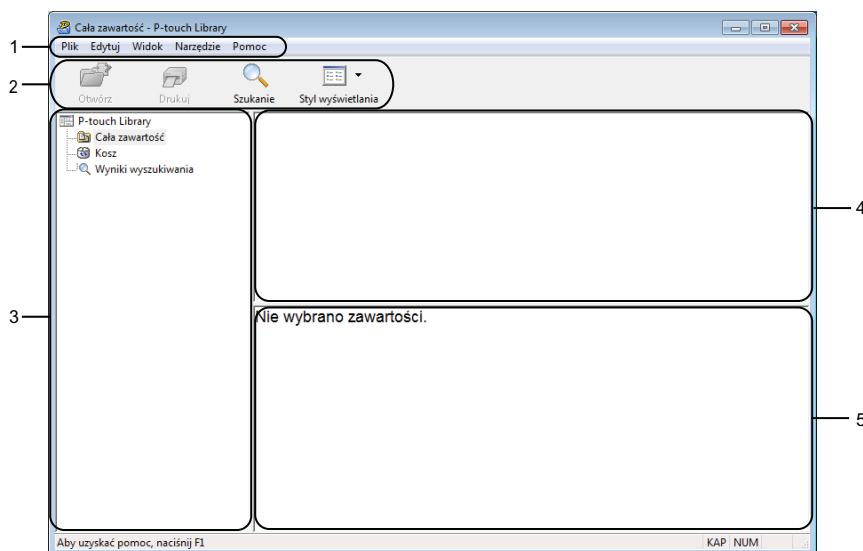 Cała zawartość - P-touch Library
1
Plik Edytuj Widok Narzędzie Pomoc
2
Otwórz Drukuj Szukanie Styl wyświetlania
P-touch Library
Cała zawartość
Kosz
Wyniki wyszukiwania
4
3
Nie wybrano zawartości.
5
Aby uzyskać pomoc, naciśnij F1 KAP NUM